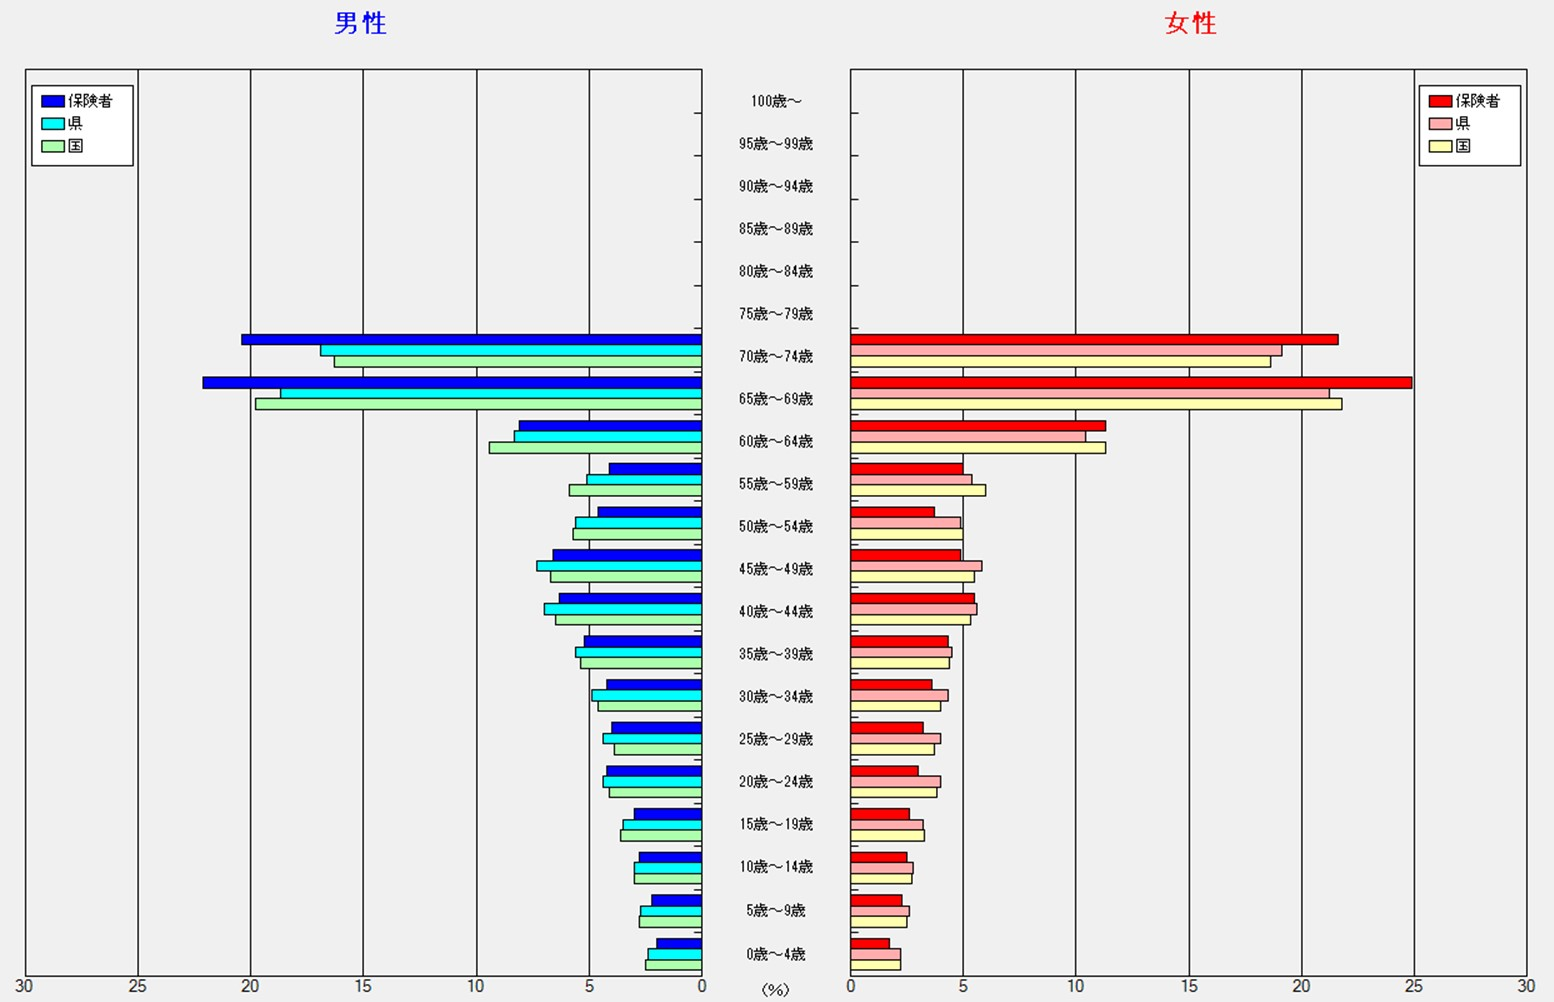 男性
女性
保険者
県
国
保険者
県
国
100歳～
95歳～99歳
90歳～94歳
85歳～89歳
80歳～84歳
75歳～79歳
70歳～74歳
65歳～69歳
60歳～64歳
55歳～59歳
50歳～54歳
45歳～49歳
40歳～44歳
35歳～39歳
30歳～34歳
25歳～29歳
20歳～24歳
15歳～19歳
10歳～14歳
5歳～9歳
0歳～4歳
30 25 20 15 10 5 0 (%) 0 5 10 15 20 25 30